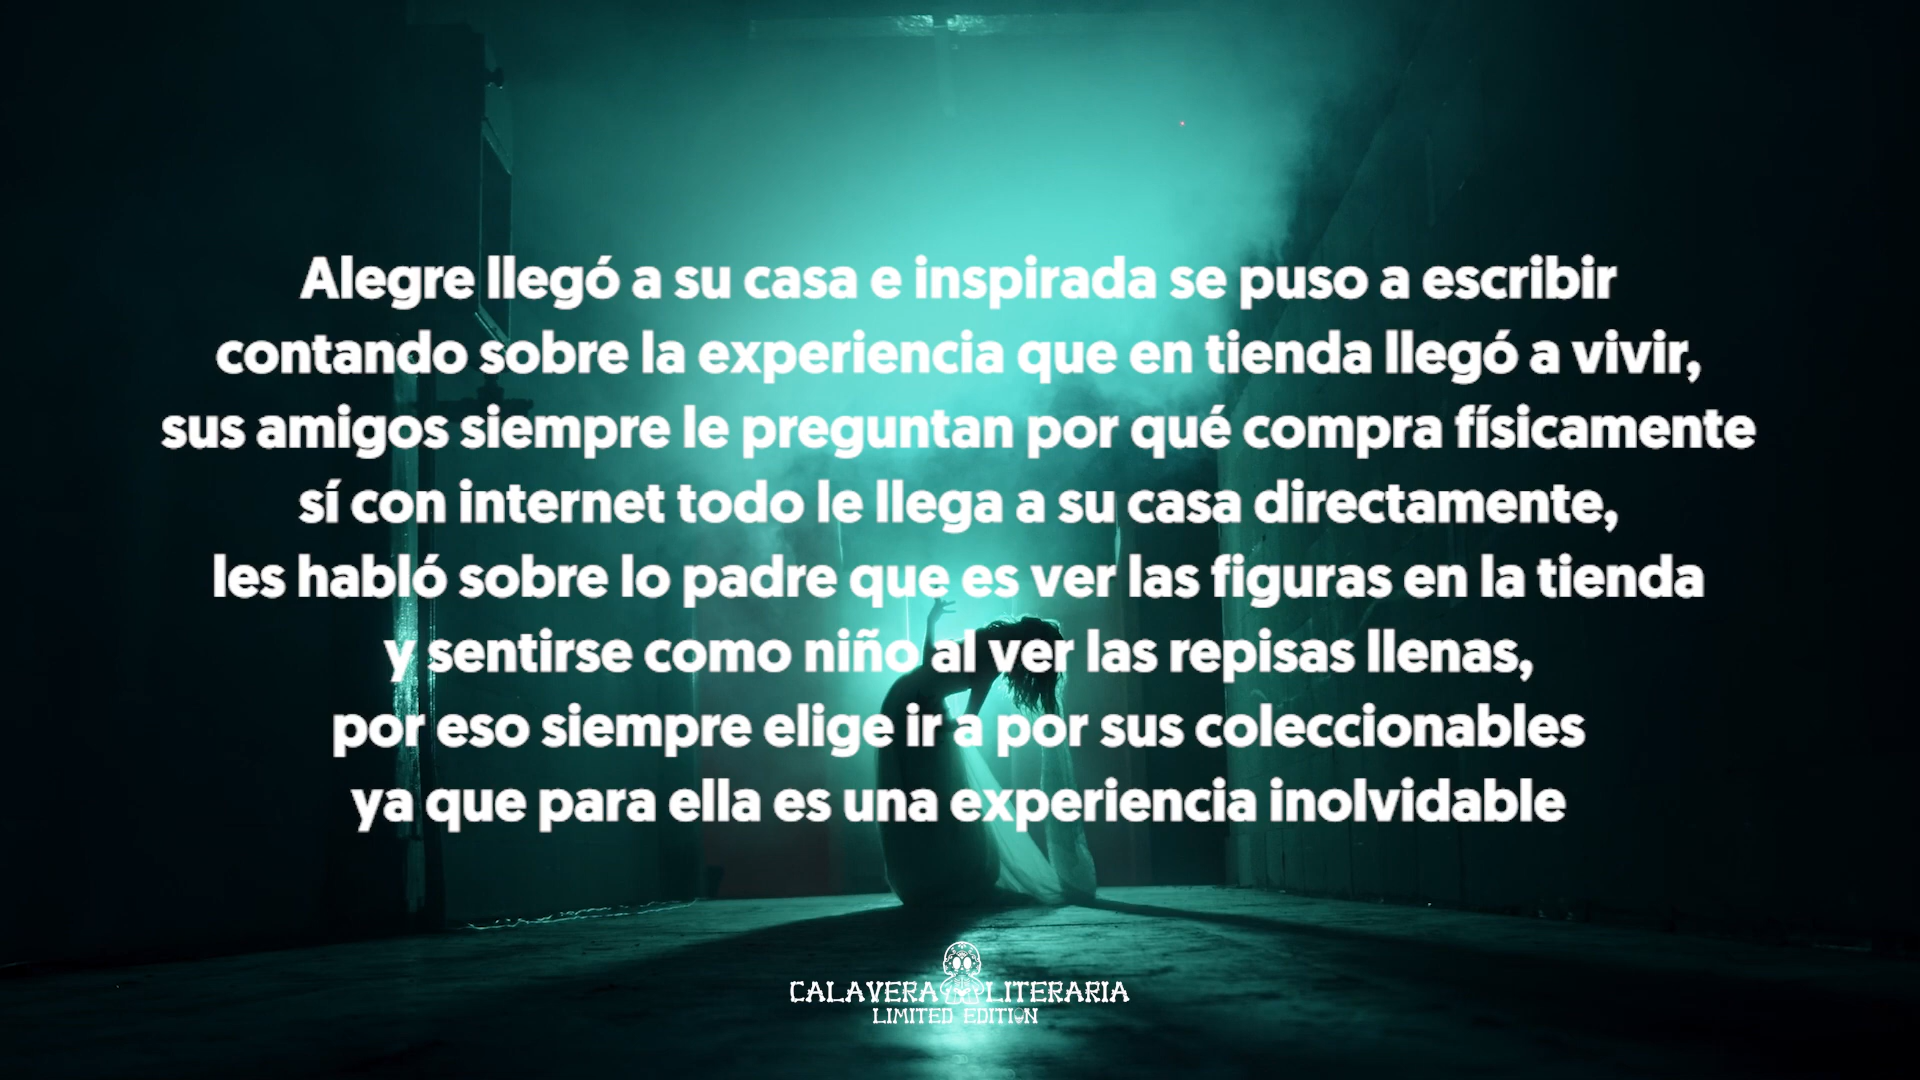 Alegre llegó a su casa e inspirada se puso a escribir
contando sobre la experiencia que en tienda llegó a vivir,
sus amigos siempre le preguntan por qué compra físicamente
sí con internet todo le llega a su casa directamente,
les habló sobre lo padre que es ver las figuras en la tienda
y sentirse como niño al ver las repisas llenas,
por eso siempre elige ir a por sus coleccionables
ya que para ella es una experiencia inolvidable
CALAVERA LITERARIA
LIMITED EDITION